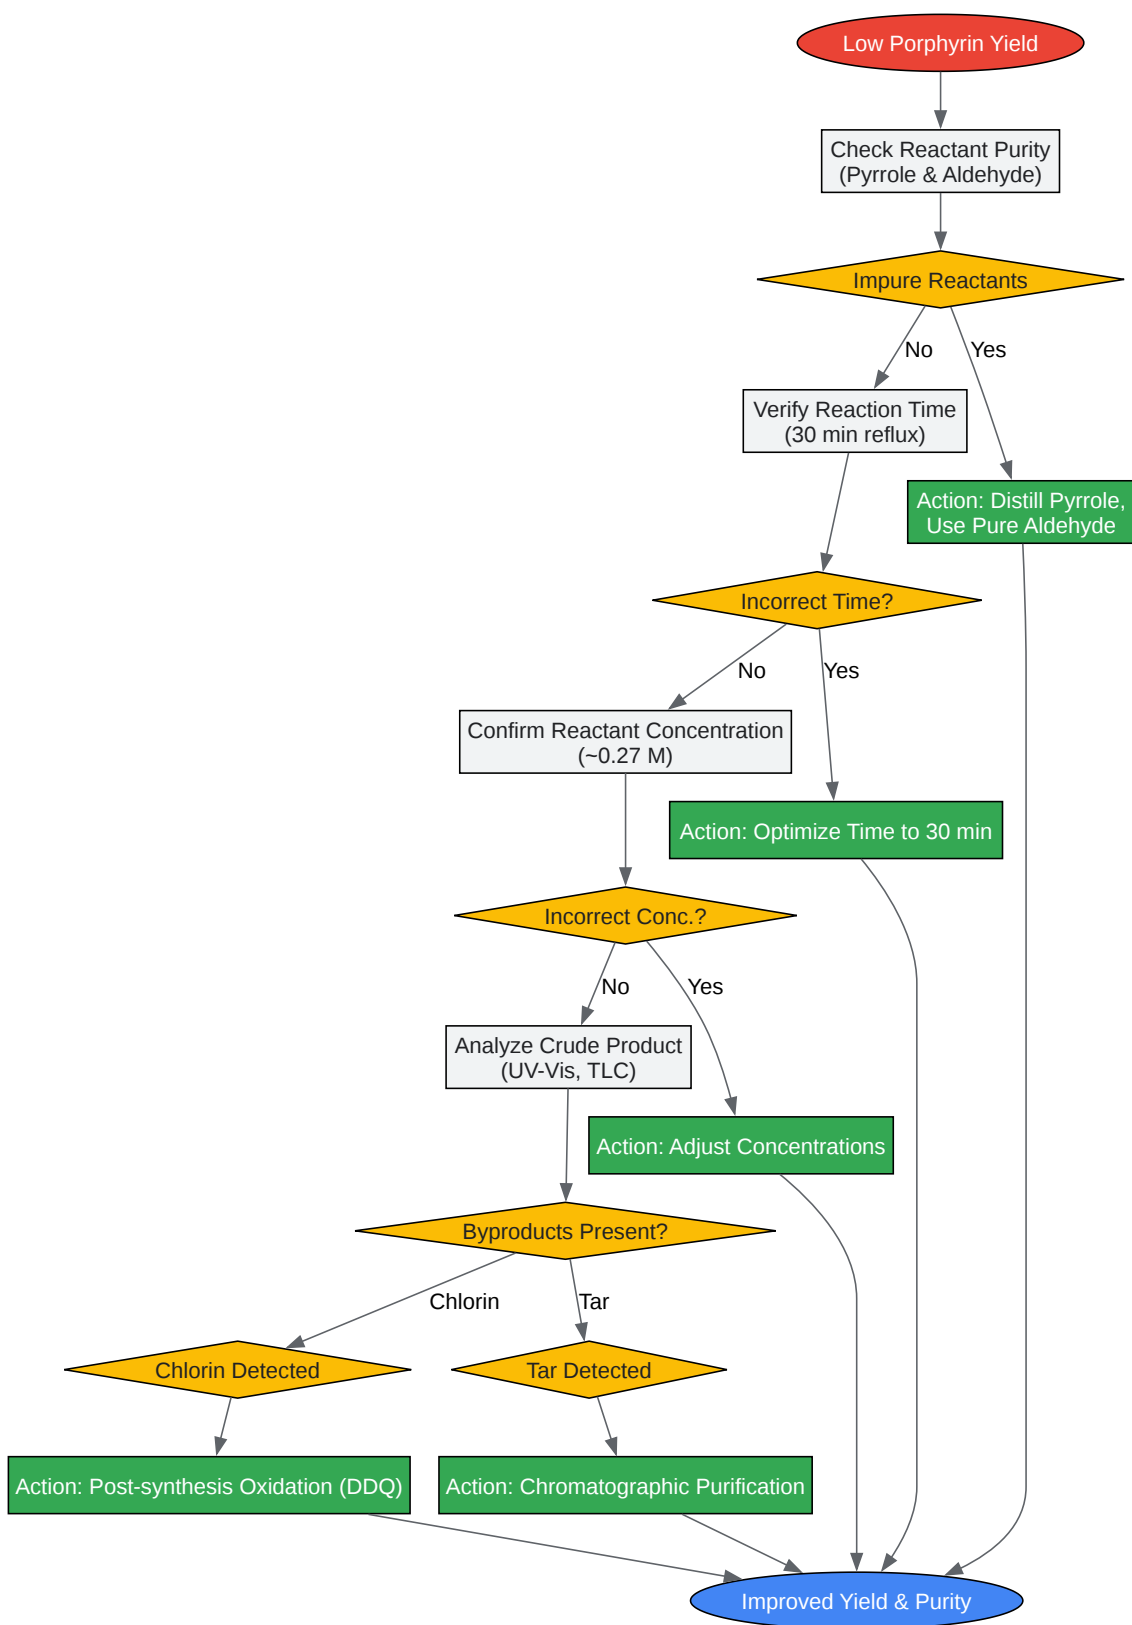 Low Porphyrin Yield
Check Reactant Purity
(Pyrrole & Aldehyde)
Impure Reactants
No
Yes
Verify Reaction Time
(30 min reflux)
Action: Distill Pyrrole,
Use Pure Aldehyde
Incorrect Time?
No
Yes
Confirm Reactant Concentration
(~0.27 M)
Action: Optimize Time to 30 min
Incorrect Conc.?
No
Yes
Analyze Crude Product
(UV-Vis, TLC)
Action: Adjust Concentrations
Byproducts Present?
Chlorin
Tar
Chlorin Detected
Tar Detected
Action: Post-synthesis Oxidation (DDQ)
Action: Chromatographic Purification
Improved Yield & Purity